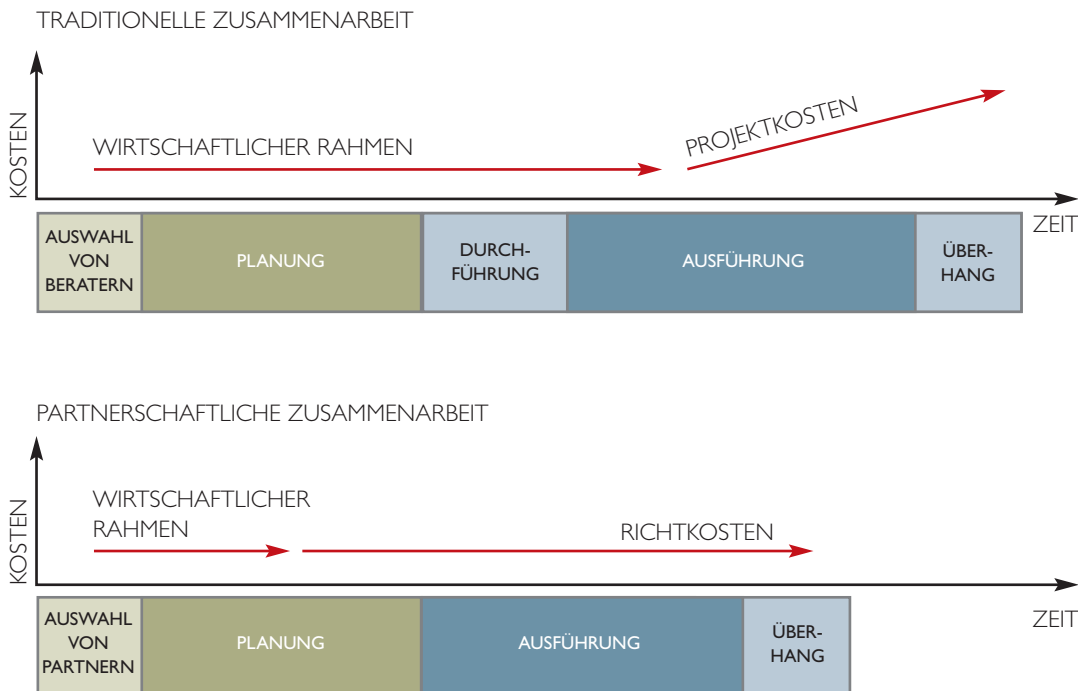 TRADITIONELLE ZUSAMMENARBEIT
KOSTEN
WIRTSCHAFTLICHER RAHMEN
PROJEKTKOSTEN
ZEIT
AUSWAHL
VON
BERATERN
PLANUNG
DURCH-
FÜHRUNG
AUSFÜHRUNG
ÜBER-
HANG
PARTNERSCHAFTLICHE ZUSAMMENARBEIT
KOSTEN
WIRTSCHAFTLICHER
RAHMEN
RICHTKOSTEN
ZEIT
AUSWAHL
VON
PARTNERN
PLANUNG
AUSFÜHRUNG
ÜBER-
HANG